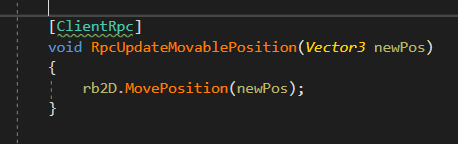 [ClientRpc]
void RpcUpdateMovablePosition(Vector3 newPos)
{
rb2D.MovePosition(newPos);
}